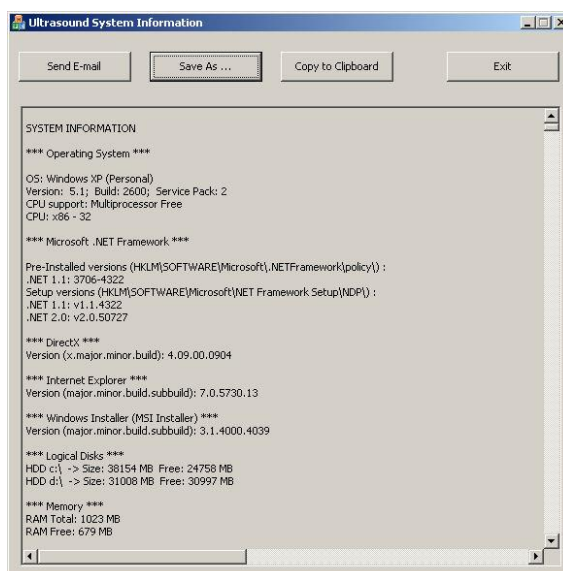 Ultrasound System Information
Send E-mail
Save As ...
Copy to Clipboard
Exit
SYSTEM INFORMATION
*** Operating System ***
OS: Windows XP (Personal)
Version:  5.1;  Build: 2600;  Service Pack: 2
CPU support: Multiprocessor Free
CPU: x86 - 32
*** Microsoft .NET Framework ***
Pre-Installed versions (HKLM\SOFTWARE\Microsoft\.NETFramework\policy\) :
.NET 1.1: 3706-4322
Setup versions (HKLM\SOFTWARE\Microsoft\NET Framework Setup\NDP\) :
.NET 1.1: v1.1.4322
.NET 2.0: v2.0.50727
*** DirectX ***
Version (x.major.minor.build): 4.09.00.0904
*** Internet Explorer ***
Version (major.minor.build.subbuild): 7.0.5730.13
*** Windows Installer (MSI Installer) ***
Version (major.minor.build.subbuild): 3.1.4000.4039
*** Logical Disks ***
HDD c:\  -> Size: 38154 MB  Free: 24758 MB
HDD d:\  -> Size: 31008 MB  Free: 30997 MB
*** Memory ***
RAM Total: 1023 MB
RAM Free: 679 MB